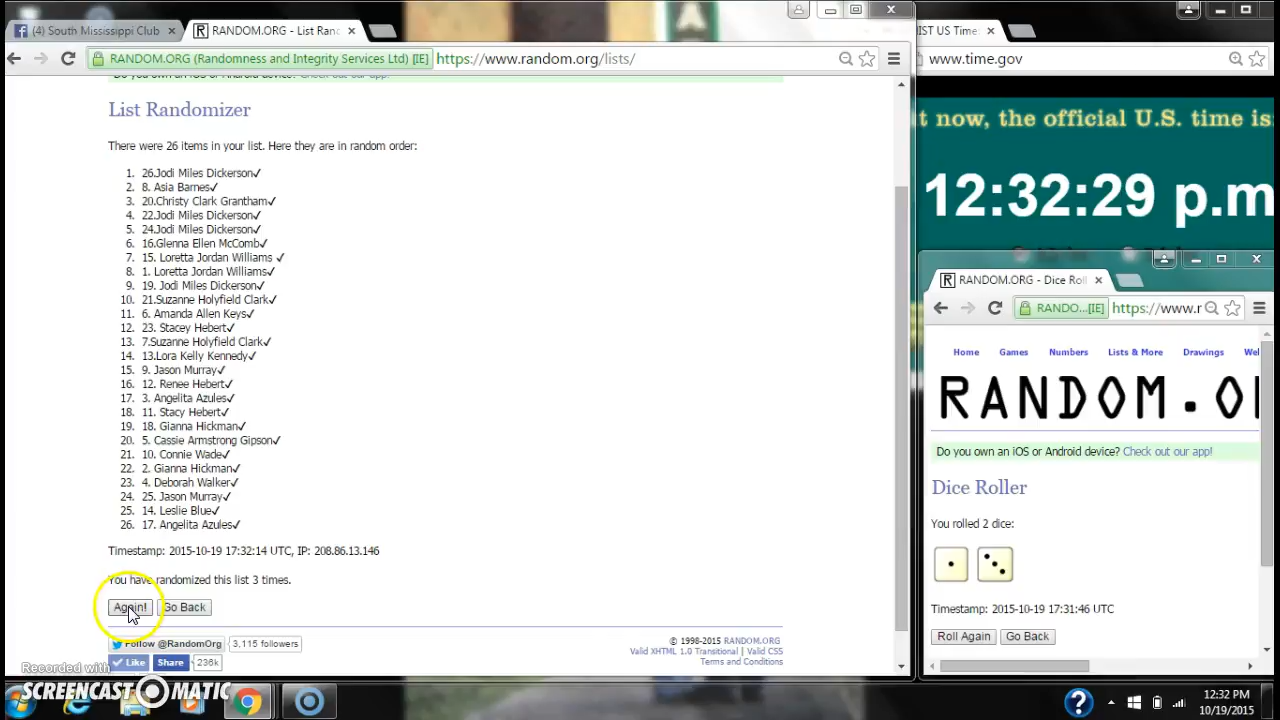 (4) South Mississippi Club
RANDOM.ORG - List Ran
IST US Time
RANDOM.ORG (Randomness and Integrity Services Ltd) [IE]
https://www.random.org/lists/
www.time.gov
Do you own an iOS or Android device? Check out our app!
List Randomizer
There were 26 items in your list. Here they are in random order:
1. 26.Jodi Miles Dickerson✓
2. 8. Asia Barnes✓
3. 20.Christy Clark Grantham✓
4. 22.Jodi Miles Dickerson✓
5. 24.Jodi Miles Dickerson✓
6. 16.Glenna Ellen McComb✓
7. 15. Loretta Jordan Williams ✓
8. 1. Loretta Jordan Williams✓
9. 19. Jodi Miles Dickerson✓
10. 21.Suzanne Holyfield Clark✓
11. 6. Amanda Allen Keys✓
12. 23. Stacey Hebert✓
13. 7.Suzanne Holyfield Clark✓
14. 13.Lora Kelly Kennedy✓
15. 9. Jason Murray✓
16. 12. Renee Hebert✓
17. 3. Angelita Azules✓
18. 11. Stacy Hebert✓
19. 18. Gianna Hickman✓
20. 5. Cassie Armstrong Gipson✓
21. 10. Connie Wade✓
22. 2. Gianna Hickman✓
23. 4. Deborah Walker✓
24. 25. Jason Murray✓
25. 14. Leslie Blue✓
26. 17. Angelita Azules✓
Timestamp: 2015-10-19 17:32:14 UTC, IP: 208.86.13.146
You have randomized this list 3 times.
Again! Go Back
Follow @RandomOrg 3,115 followers
Like Share 236k
© 1998-2015 RANDOM.ORG
Valid XHTML 1.0 Transitional | Valid CSS
Terms and Conditions
t now, the official U.S. time is:
12:32:29 p.m
RANDOM.ORG - Dice Roll
RANDO...[IE] https://www.r
Home Games Numbers Lists & More Drawings Wel
RANDOM.O
Do you own an iOS or Android device? Check out our app!
Dice Roller
You rolled 2 dice:
Timestamp: 2015-10-19 17:31:46 UTC
Roll Again Go Back
Recorded with
SCREENCAST-O-MATIC
12:32 PM
10/19/2015